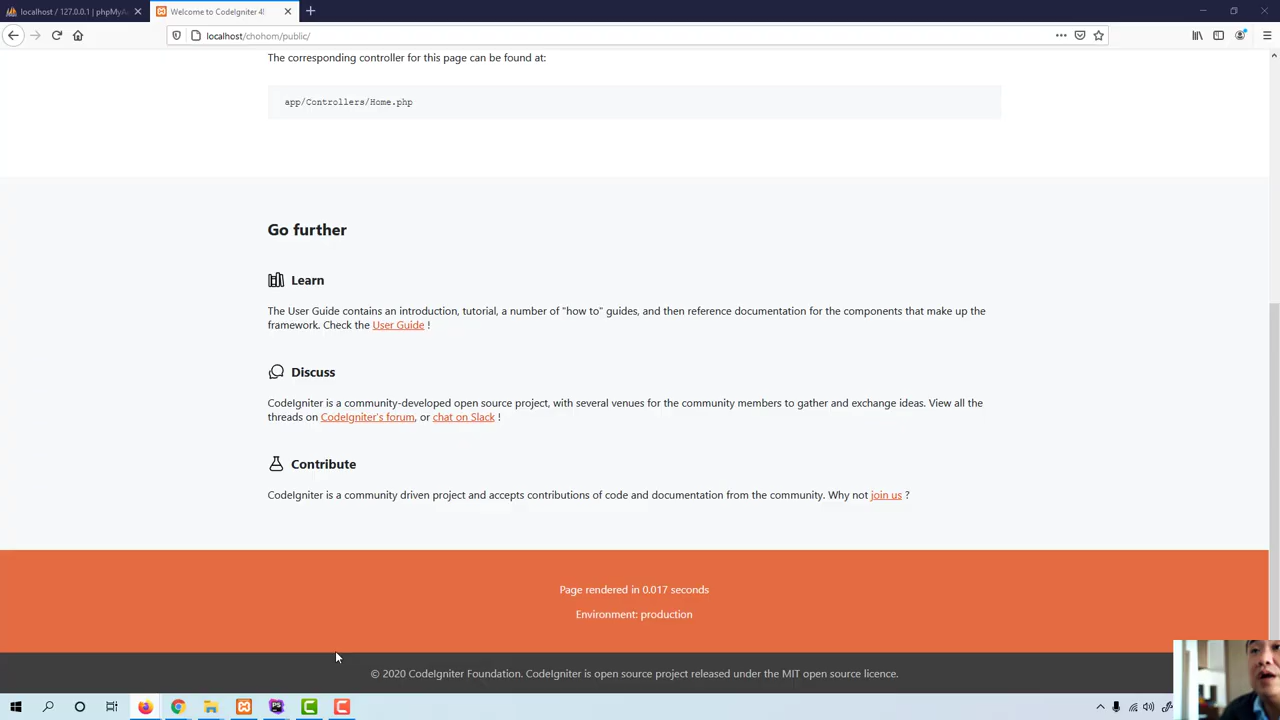 localhost / 127.0.0.1 | phpMyA
Welcome to CodeIgniter 4!
localhost/chohom/public/
The corresponding controller for this page can be found at:
app/Controllers/Home.php
Go further
Learn
The User Guide contains an introduction, tutorial, a number of "how to" guides, and then reference documentation for the components that make up the
framework. Check the User Guide !
Discuss
CodeIgniter is a community-developed open source project, with several venues for the community members to gather and exchange ideas. View all the
threads on CodeIgniter's forum, or chat on Slack !
Contribute
CodeIgniter is a community driven project and accepts contributions of code and documentation from the community. Why not join us ?
Page rendered in 0.017 seconds
Environment: production
© 2020 CodeIgniter Foundation. CodeIgniter is open source project released under the MIT open source licence.